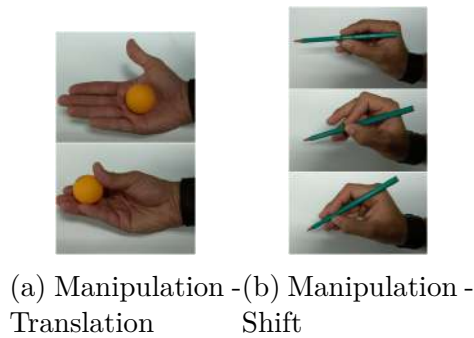 (a) Manipulation -
Translation
(b) Manipulation -
Shift